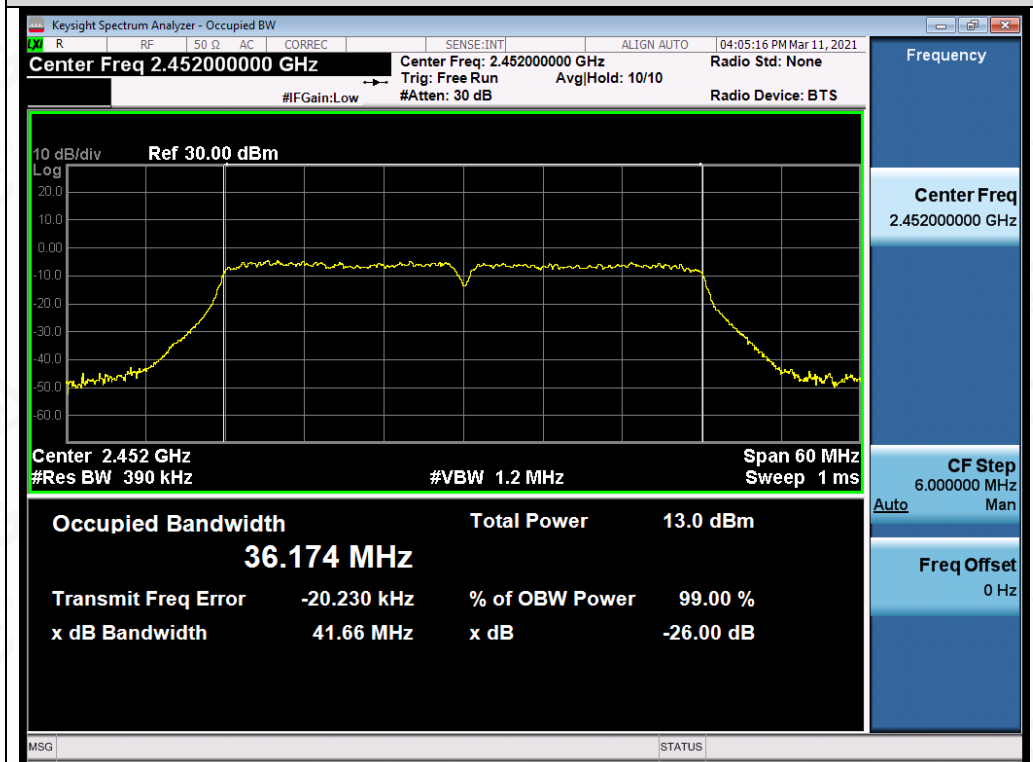 Keysight Spectrum Analyzer - Occupied BW
LXI R RF 50 Ω AC CORREC SENSE:INT ALIGN AUTO 04:05:16 PM Mar 11, 2021
Center Freq 2.452000000 GHz
Center Freq: 2.452000000 GHz
Radio Std: None
Trig: Free Run Avg|Hold: 10/10
#IFGain:Low
#Atten: 30 dB
Radio Device: BTS
10 dB/div Ref 30.00 dBm
Log
20.0
10.0
0.00
-10.0
-20.0
-30.0
-40.0
-50.0
-60.0
Center 2.452 GHz Span 60 MHz
#Res BW 390 kHz #VBW 1.2 MHz Sweep 1 ms
Occupied Bandwidth Total Power 13.0 dBm
36.174 MHz
Transmit Freq Error -20.230 kHz % of OBW Power 99.00 %
x dB Bandwidth 41.66 MHz x dB -26.00 dB
Frequency
Center Freq
2.452000000 GHz
CF Step
6.000000 MHz
Auto Man
Freq Offset
0 Hz
MSG STATUS